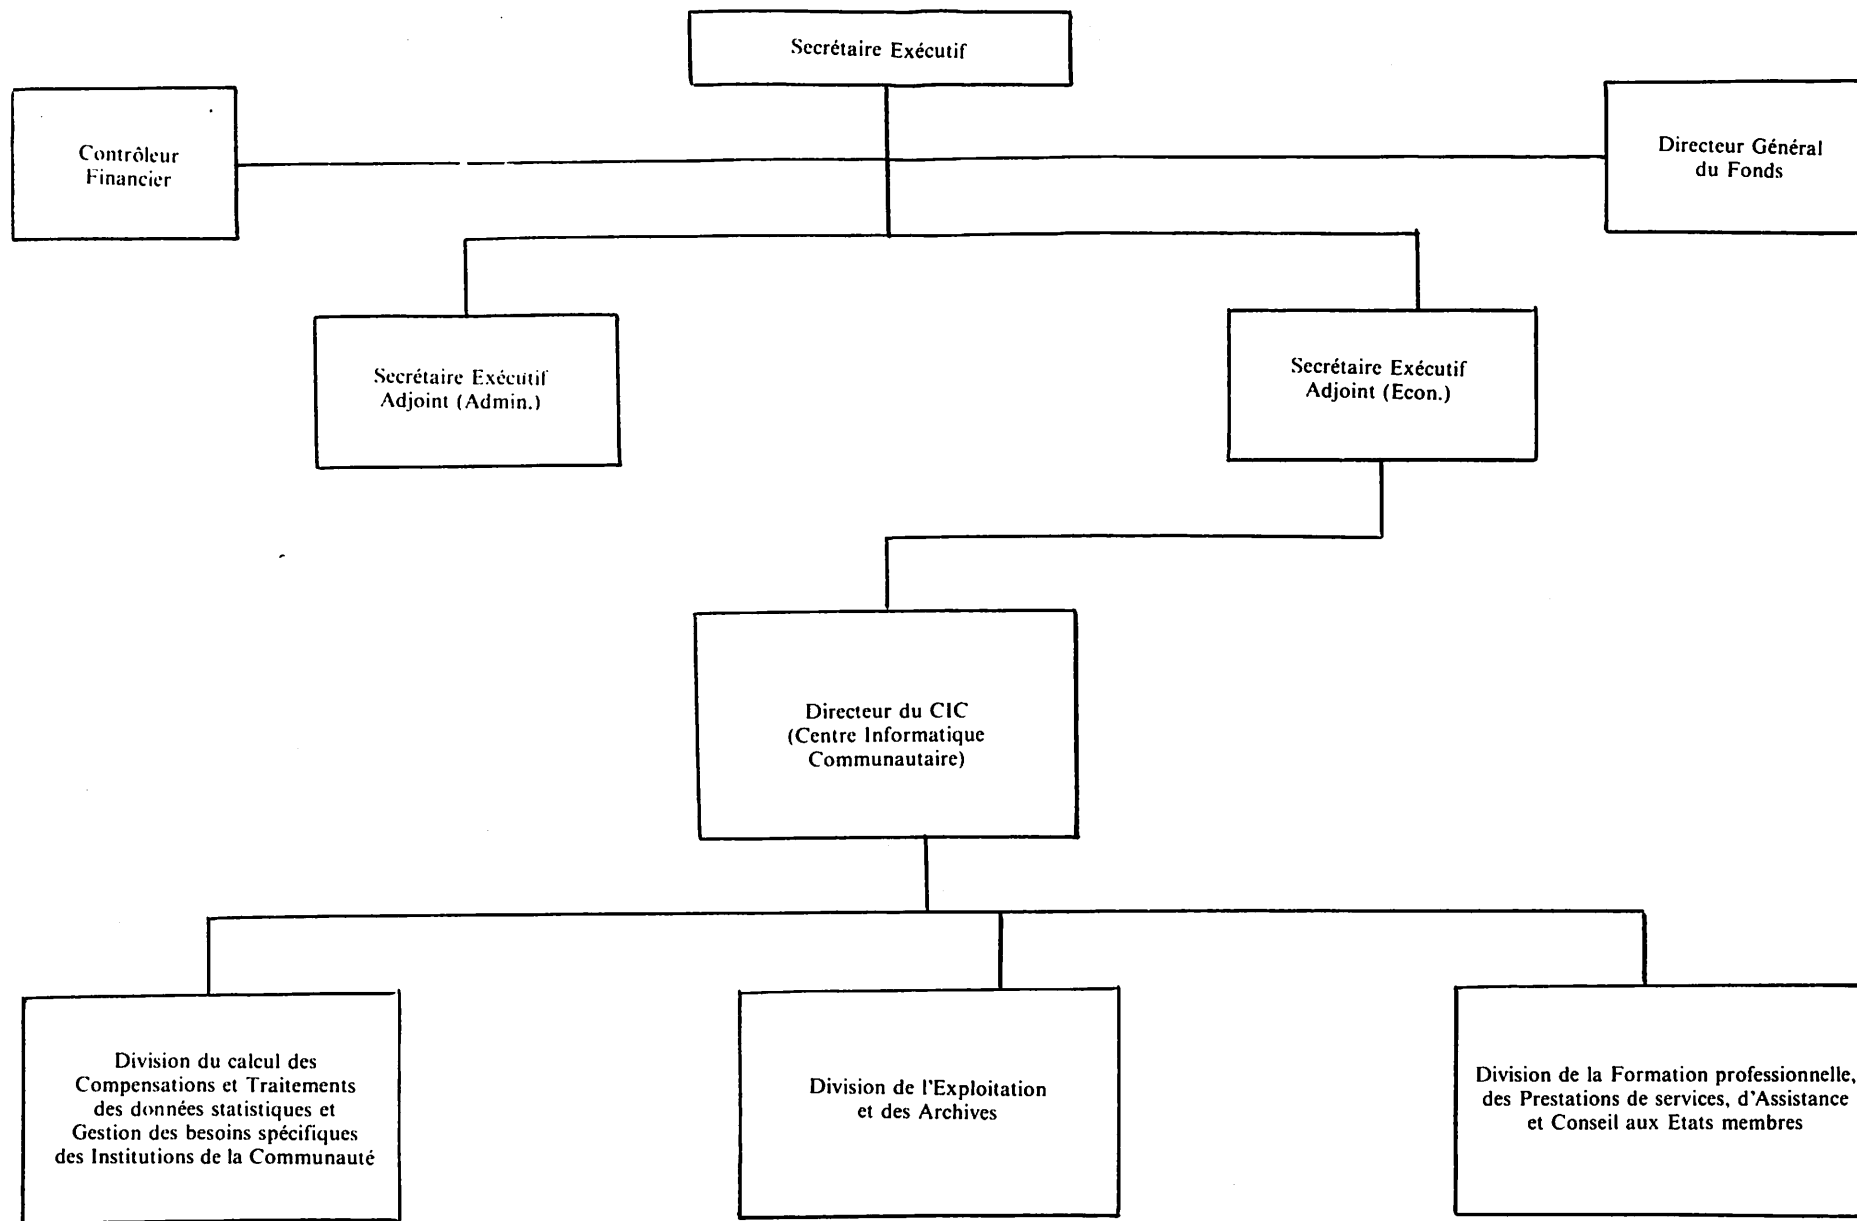 Secrétaire Exécutif
Contrôleur
Financier
Directeur Général
du Fonds
Secrétaire Exécutif
Adjoint (Admin.)
Secrétaire Exécutif
Adjoint (Econ.)
Directeur du CIC
(Centre Informatique
Communautaire)
Division du calcul des
Compensations et Traitements
des données statistiques et
Gestion des besoins spécifiques
des Institutions de la Communauté
Division de l'Exploitation
et des Archives
Division de la Formation professionnelle,
des Prestations de services, d'Assistance
et Conseil aux Etats membres